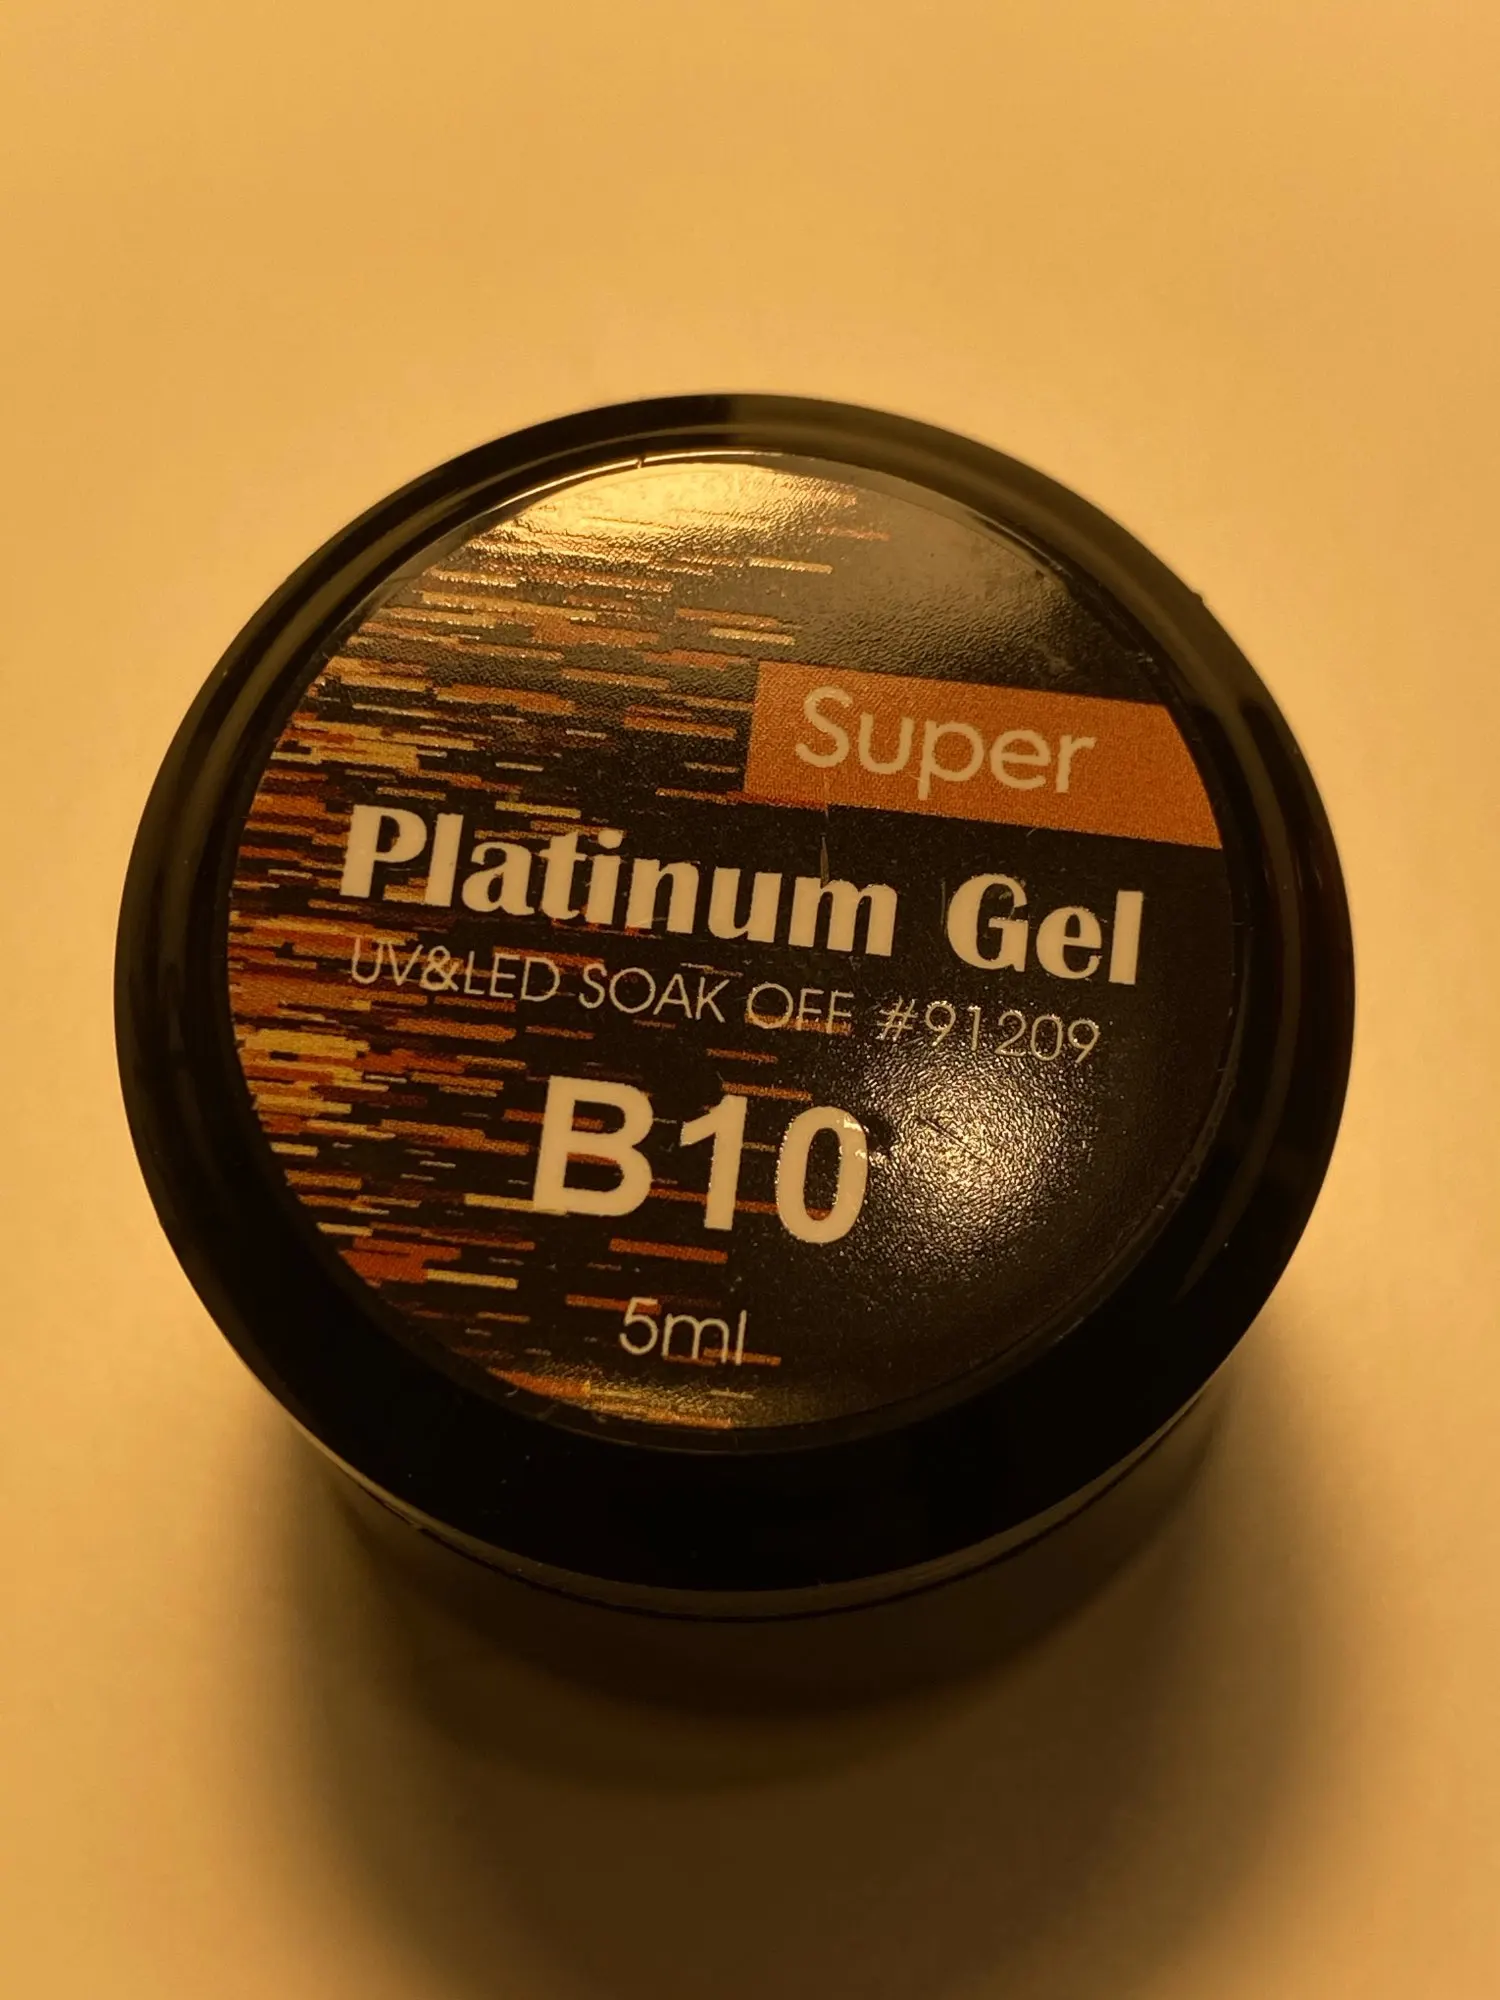 Super
Platinum Gel
UV&LED SOAK OFF #91209
B10
5ml